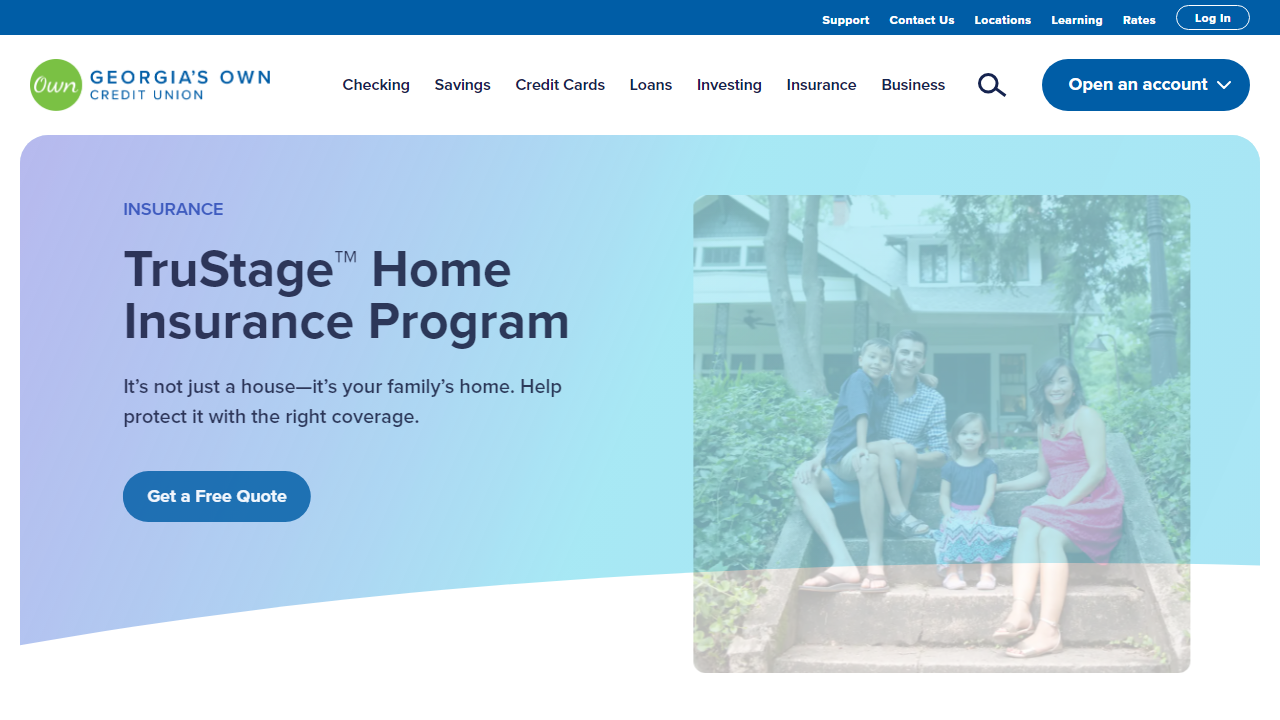 Support Contact Us Locations Learning Rates Log In
Own GEORGIA'S OWN
CREDIT UNION
Checking Savings Credit Cards Loans Investing Insurance Business Open an account
INSURANCE
TruStage™ Home
Insurance Program
It’s not just a house—it’s your family’s home. Help
protect it with the right coverage.
Get a Free Quote